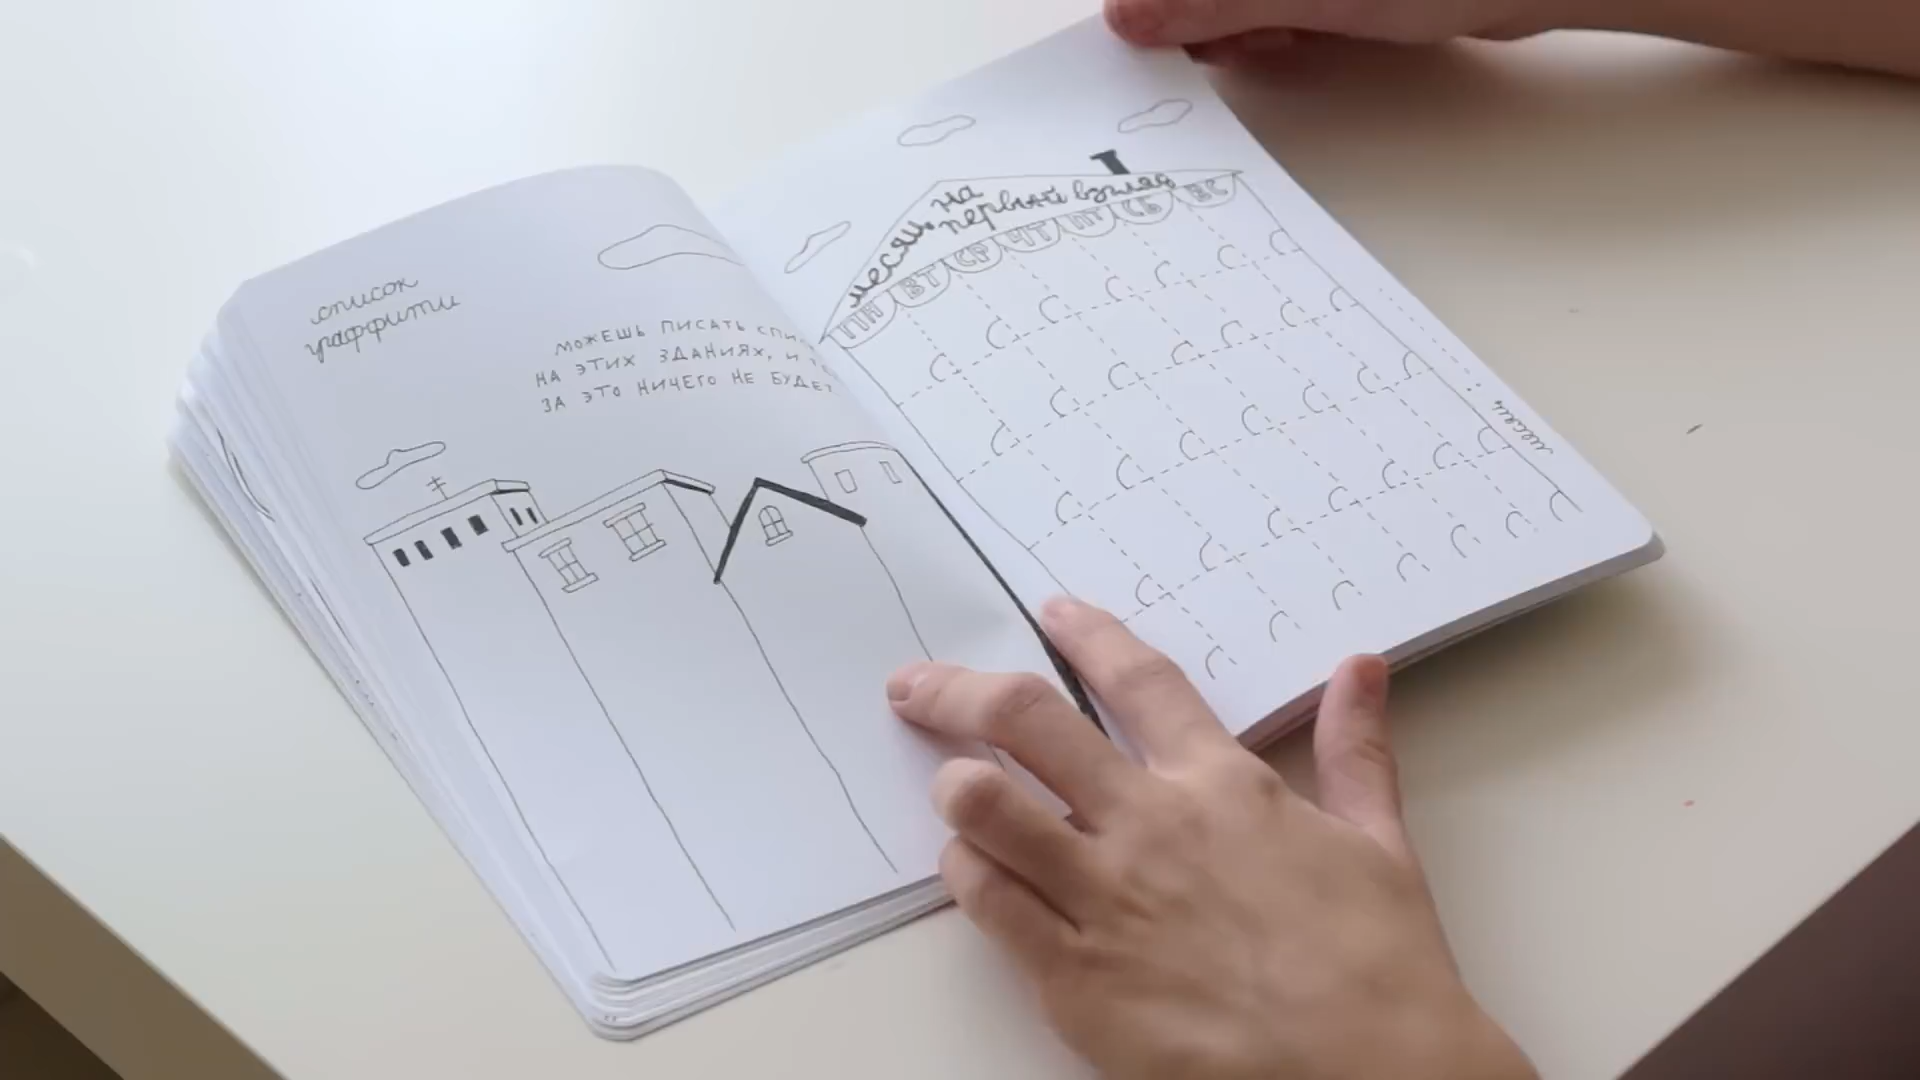 список
граффити
МОЖЕШЬ ПИСАТЬ
НА ЭТИХ ЗДАНИЯХ, И
ЗА ЭТО НИЧЕГО НЕ БУДЕТ
месяц на
первый взгляд
ПН ВТ СР ЧТ ПТ СБ ВС
месяц: